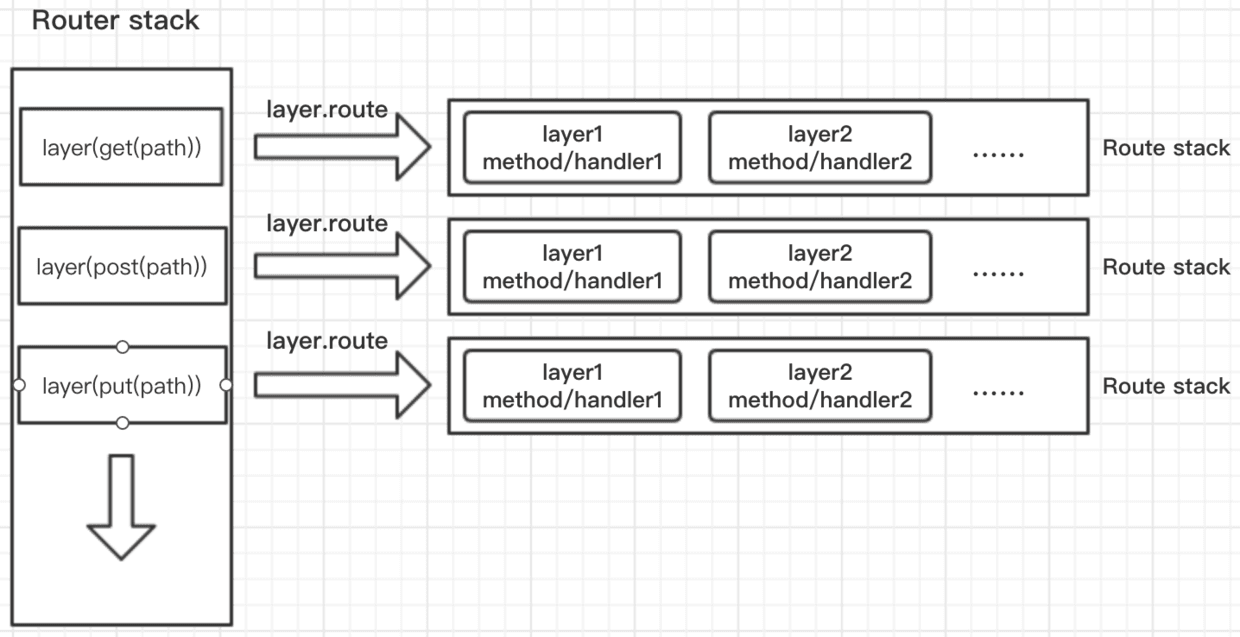 Router stack
layer(get(path))
layer.route
layer1
method/handler1
layer2
method/handler2
......
Route stack
layer(post(path))
layer.route
layer1
method/handler1
layer2
method/handler2
......
Route stack
layer(put(path))
layer.route
layer1
method/handler1
layer2
method/handler2
......
Route stack